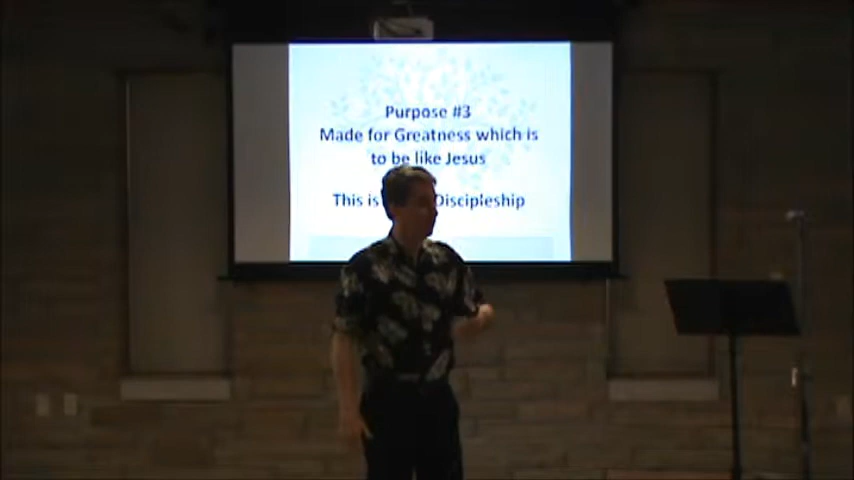 Purpose #3
Made for Greatness which is
to be like Jesus
This is Discipleship